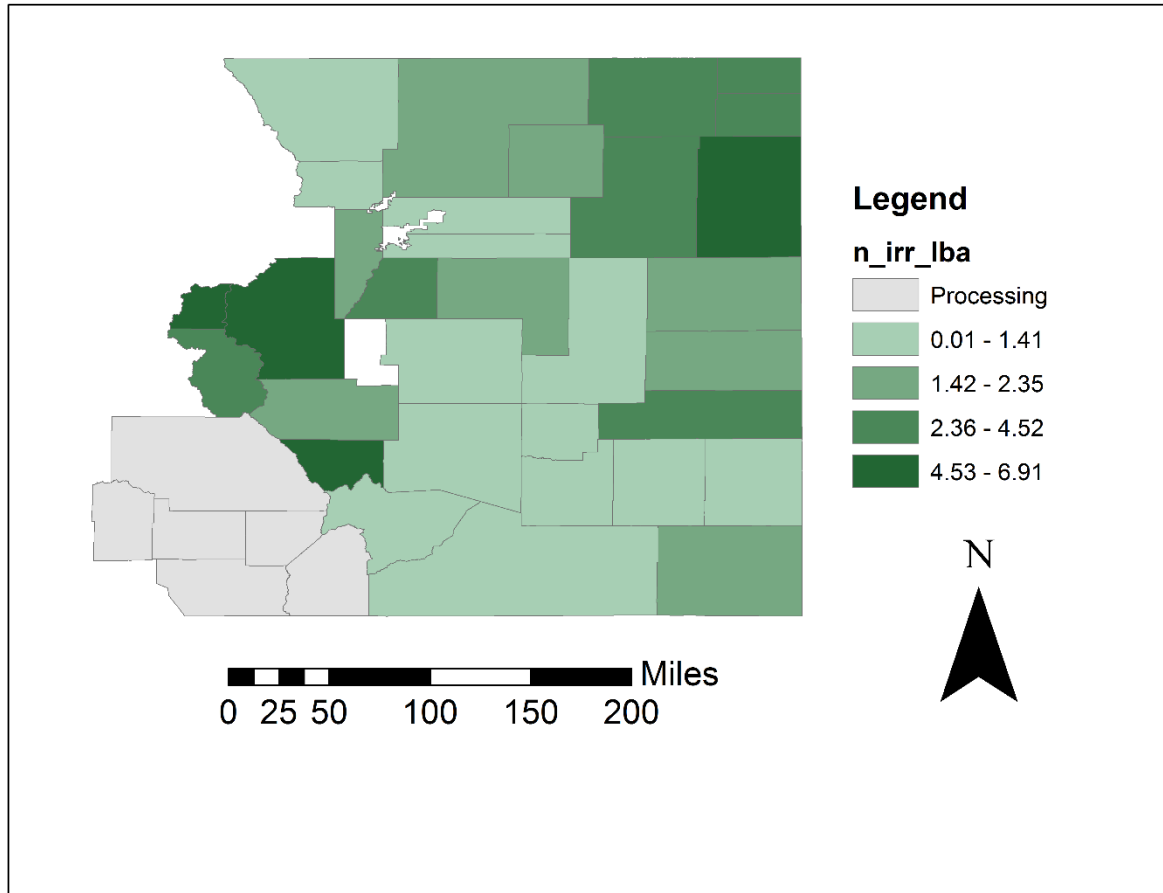 Legend
n_irr_lba
Processing
0.01 - 1.41
1.42 - 2.35
2.36 - 4.52
4.53 - 6.91
N
Miles
0 25 50 100 150 200